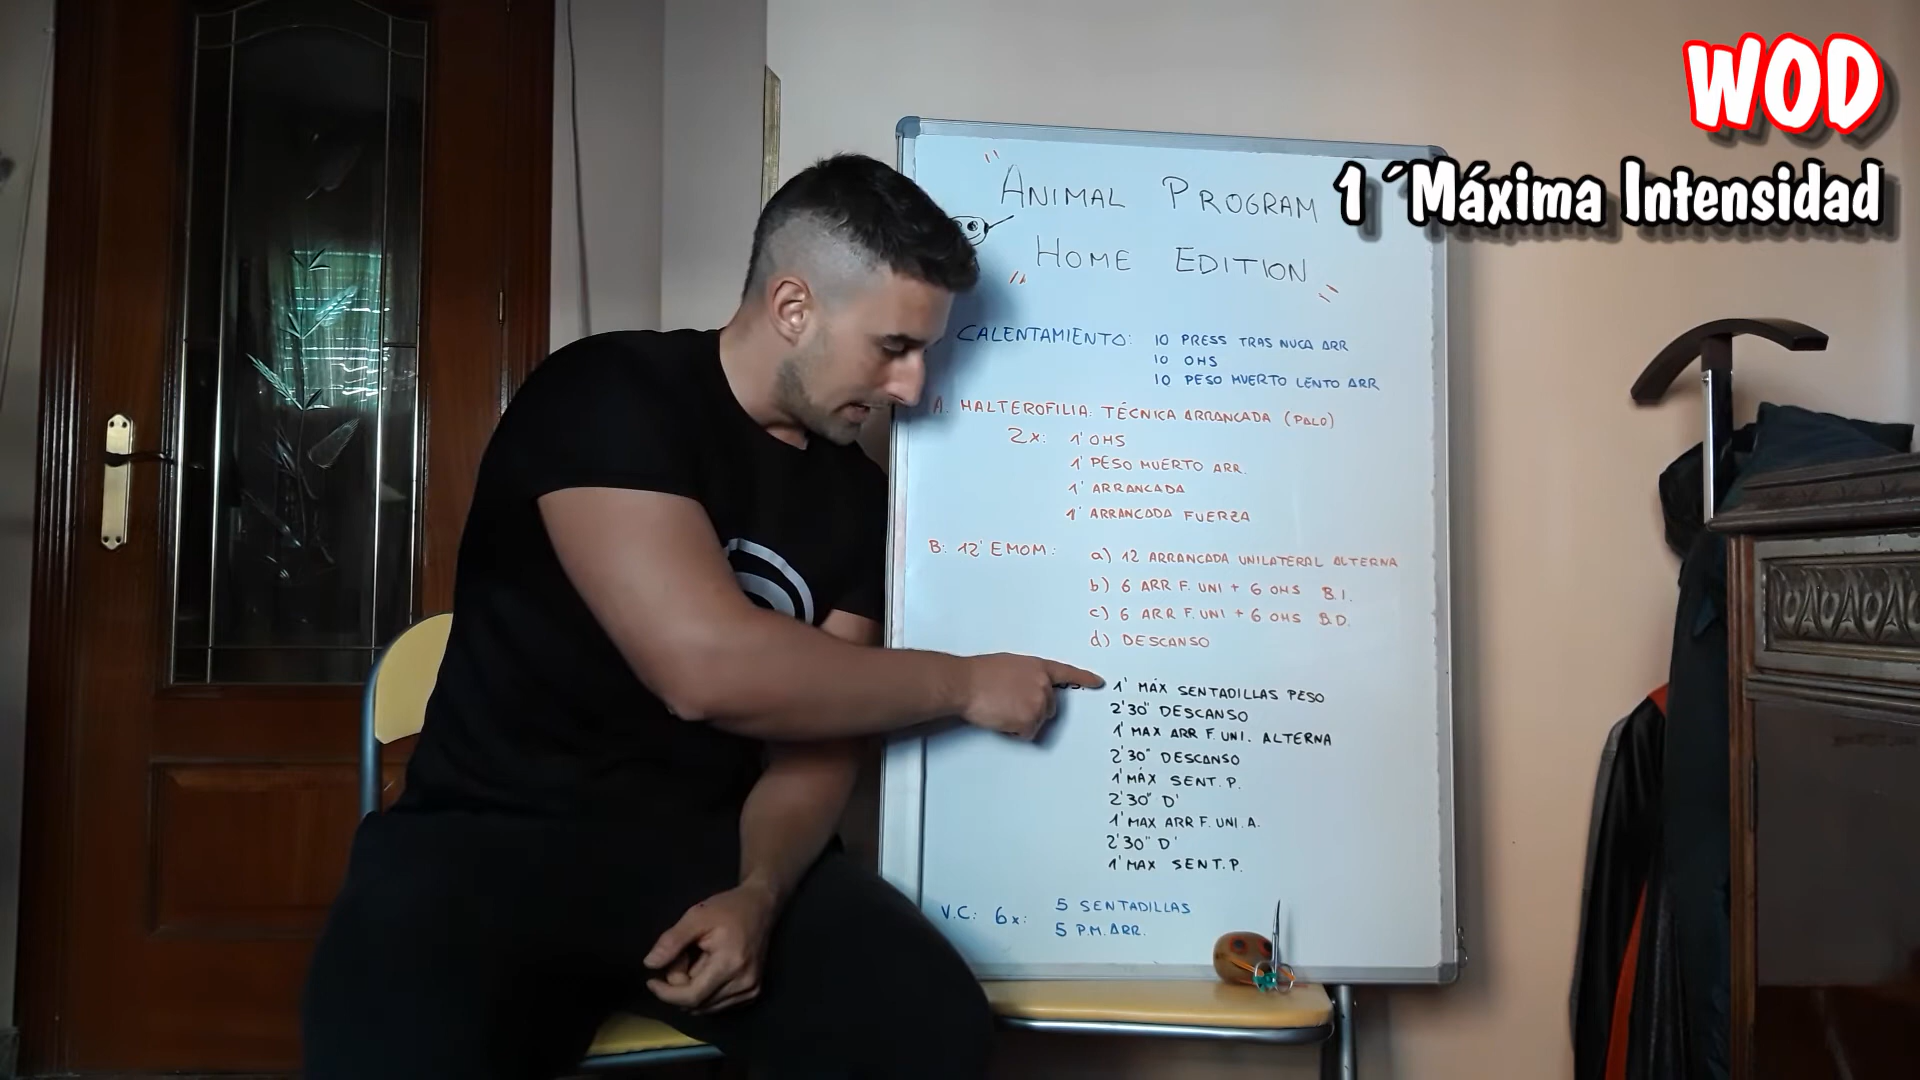 WOD
1 ´Máxima Intensidad
" ANIMAL PROGRAM
HOME EDITION "
CALENTAMIENTO: 10 PRESS TRAS NUCA ARR
10 OHS
10 PESO MUERTO LENTO ARR
A. HALTEROFILIA: TÉCNICA ARRANCADA (PALO)
2x: 1' OHS
1' PESO MUERTO ARR.
1' ARRANCADA
1' ARRANCADA FUERZA
B: 12' EMOM: a) 12 ARRANCADA UNILATERAL ALTERNA
b) 6 ARR F. UNI + 6 OHS B.I.
c) 6 ARR F. UNI + 6 OHS B.D.
d) DESCANSO
1' MÁX SENTADILLAS PESO
2'30" DESCANSO
1' MAX ARR F. UNI. ALTERNA
2'30" DESCANSO
1' MÁX SENT. P.
2'30" D'
1' MAX ARR F. UNI. A.
2'30" D'
1' MAX SENT. P.
V.C: 6x: 5 SENTADILLAS
5 P.M. ARR.